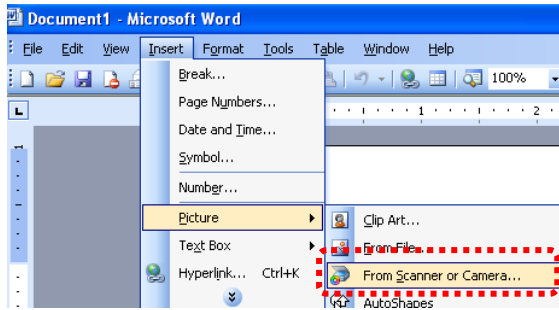 Document1 - Microsoft Word
File Edit View Insert Format Tools Table Window Help
100%
Break...
Page Numbers...
1 2
Date and Time...
Symbol...
Number...
Picture
Clip Art...
Text Box
From File...
Hyperlink... Ctrl+K
From Scanner or Camera...
AutoShapes